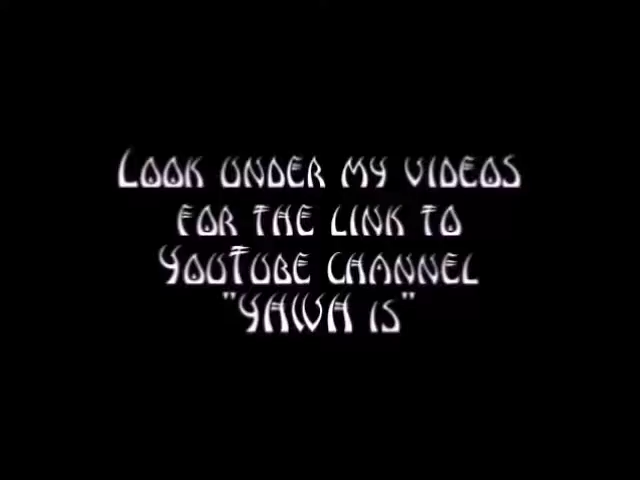 Look under my videos
for the link to
YouTube channel
"YHWH is"